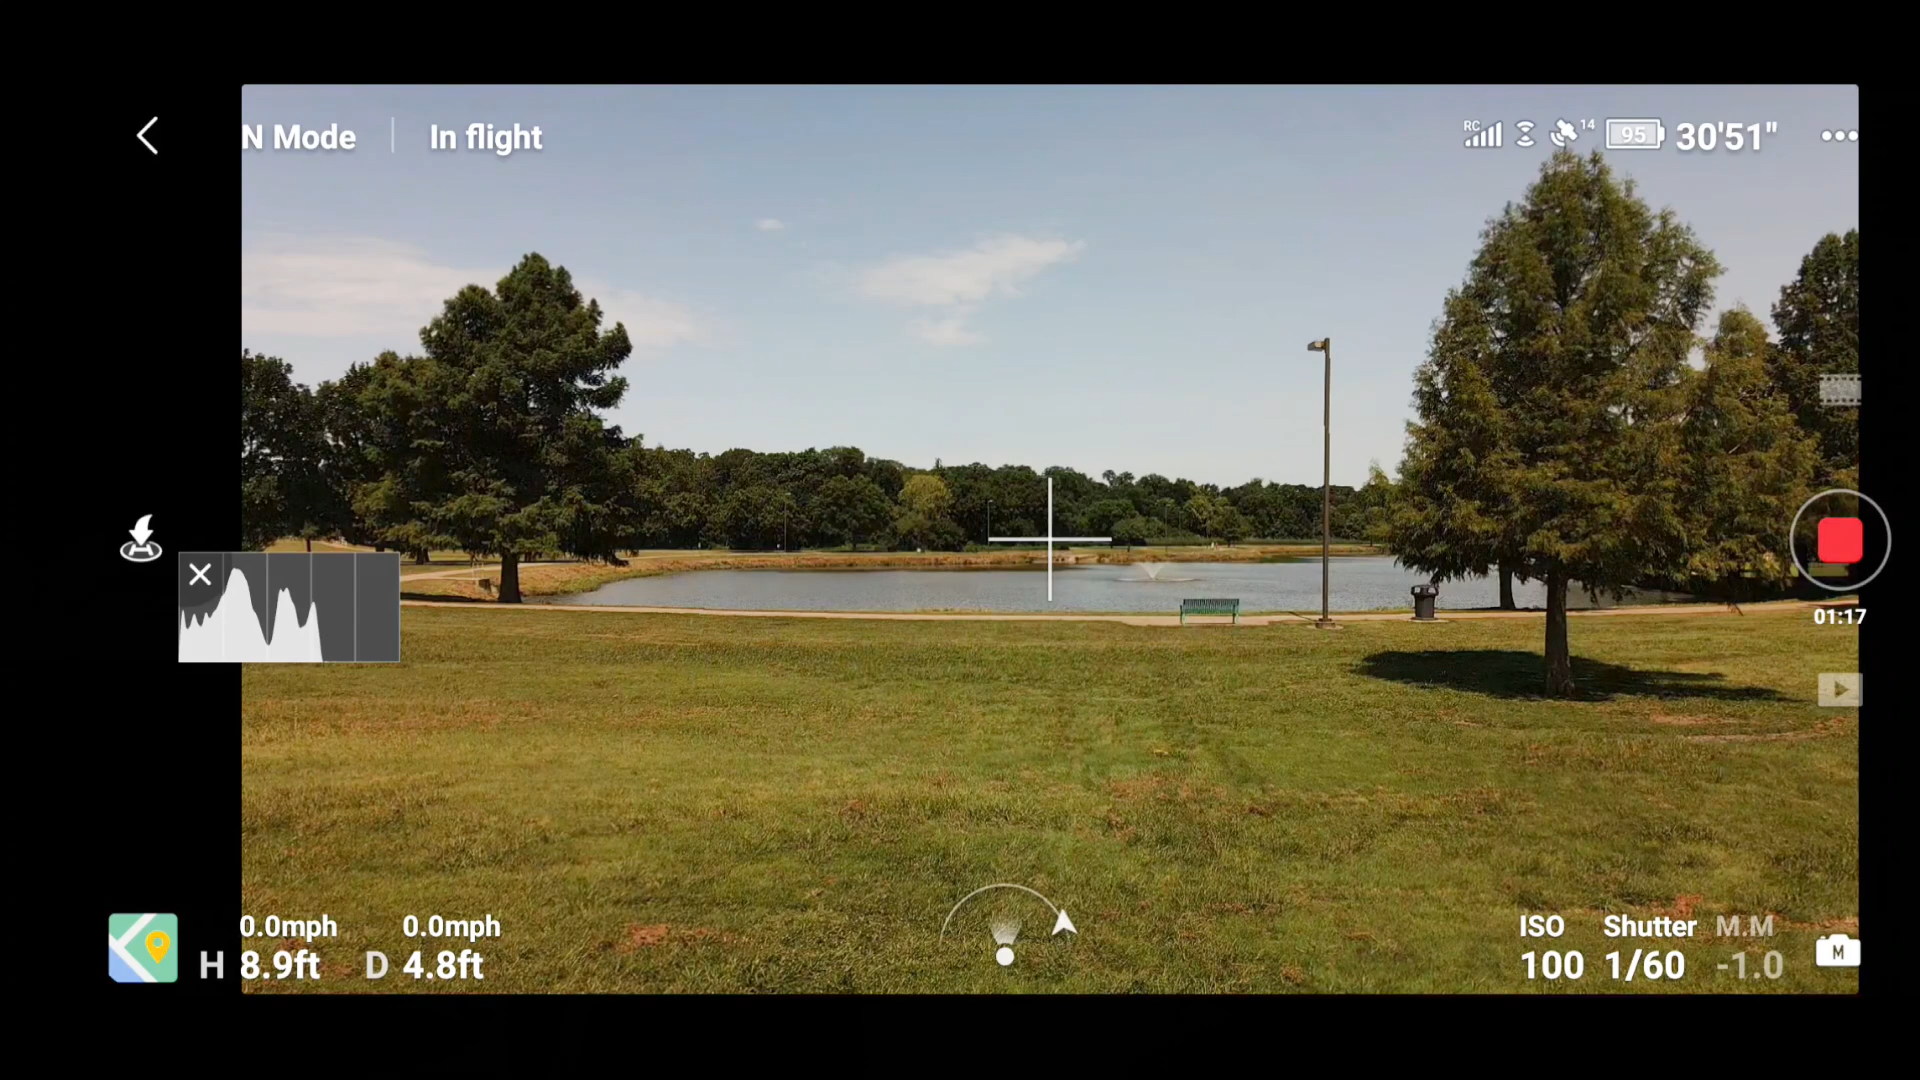 N Mode | In flight
RC 14 95 30'51"
01:17
0.0mph 0.0mph
H 8.9ft D 4.8ft
ISO Shutter M.M
100 1/60 -1.0
M